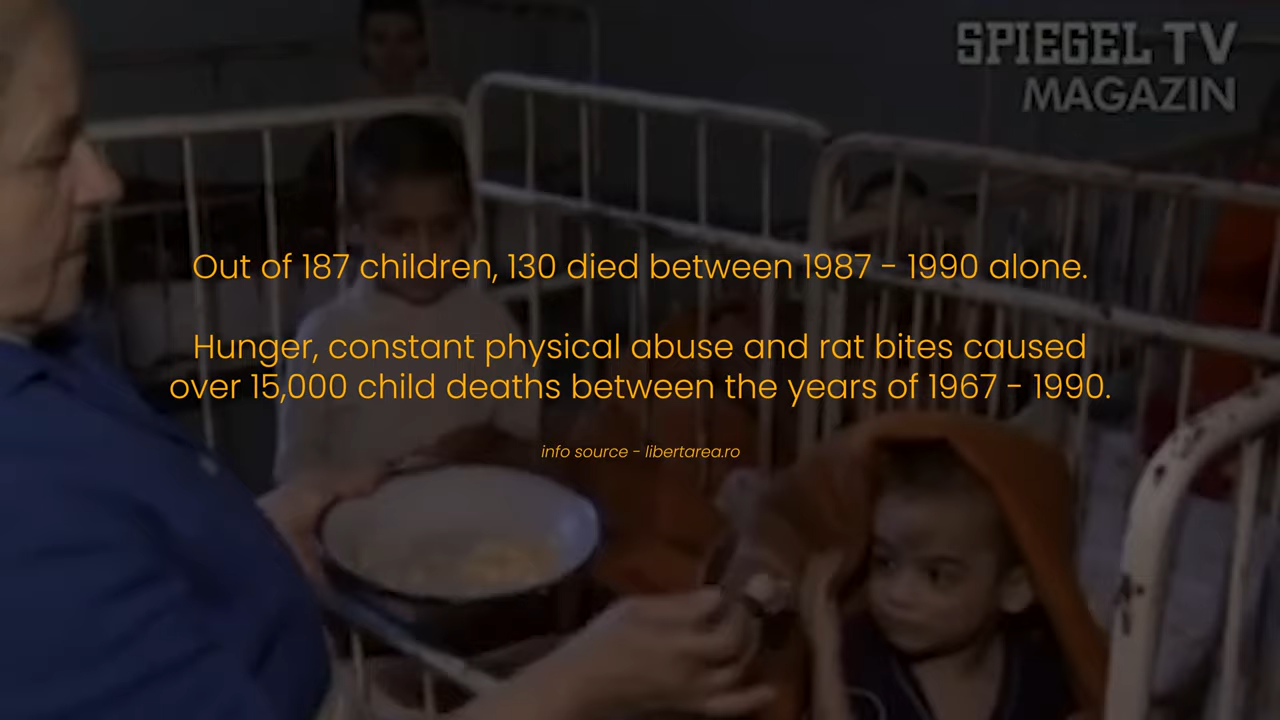 SPIEGEL TV
MAGAZIN
Out of 187 children, 130 died between 1987 - 1990 alone.
Hunger, constant physical abuse and rat bites caused
over 15,000 child deaths between the years of 1967 - 1990.
info source - libertarea.ro